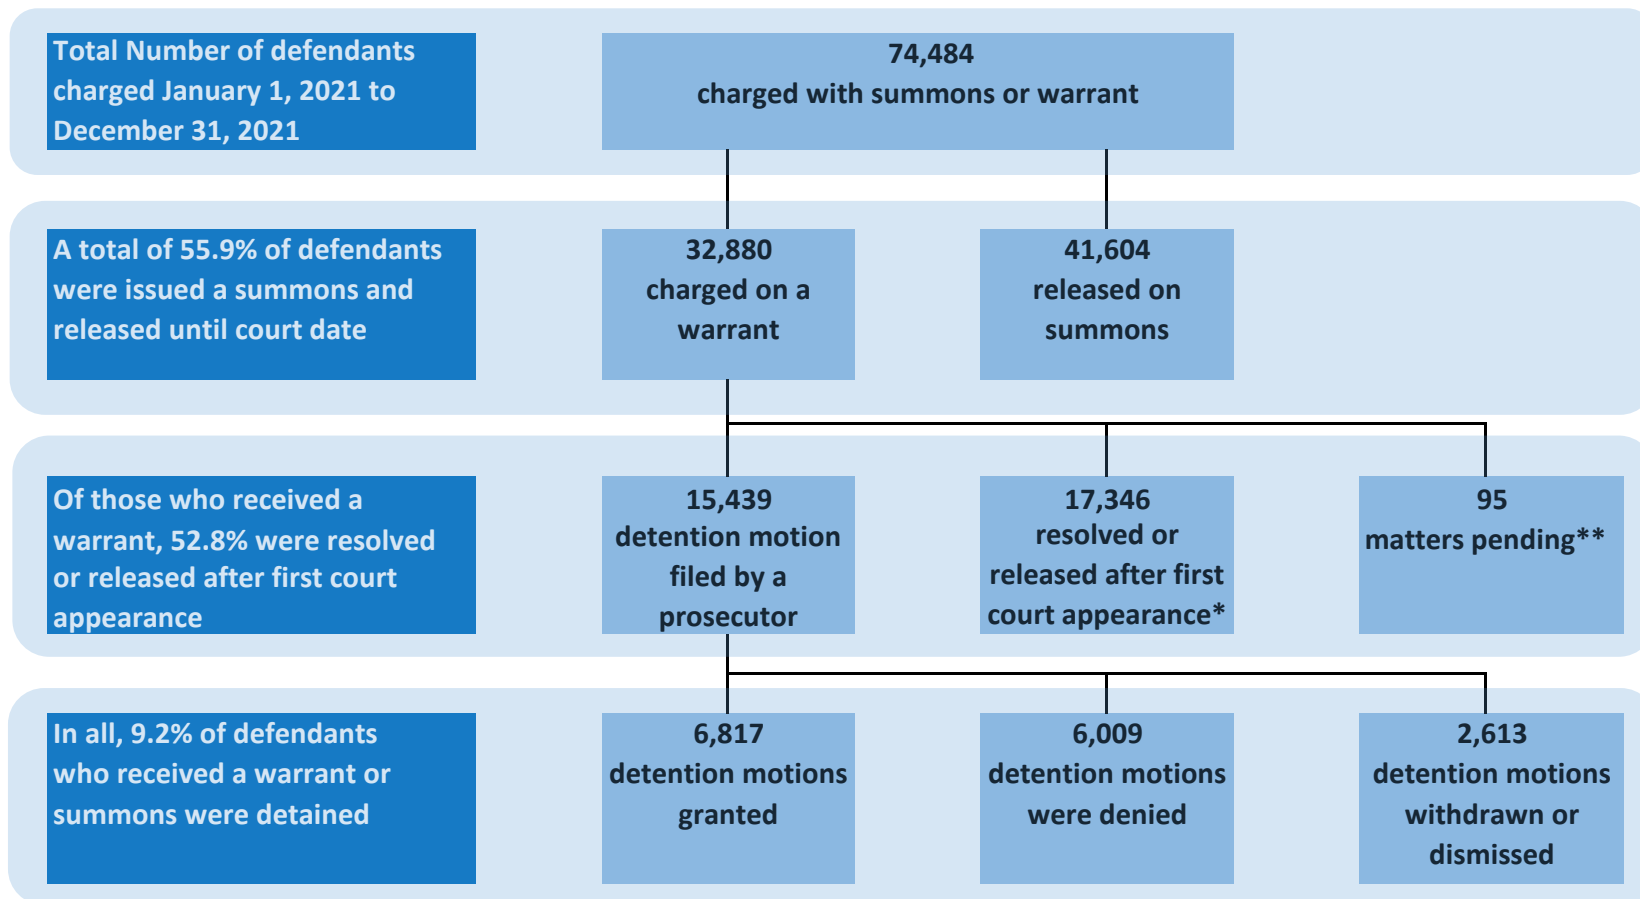 Total Number of defendants
charged January 1, 2021 to
December 31, 2021
74,484
charged with summons or warrant
A total of 55.9% of defendants
were issued a summons and
released until court date
32,880
charged on a
warrant
41,604
released on
summons
Of those who received a
warrant, 52.8% were resolved
or released after first court
appearance
15,439
detention motion
filed by a
prosecutor
17,346
resolved or
released after first
court appearance*
95
matters pending**
In all, 9.2% of defendants
who received a warrant or
summons were detained
6,817
detention motions
granted
6,009
detention motions
were denied
2,613
detention motions
withdrawn or
dismissed